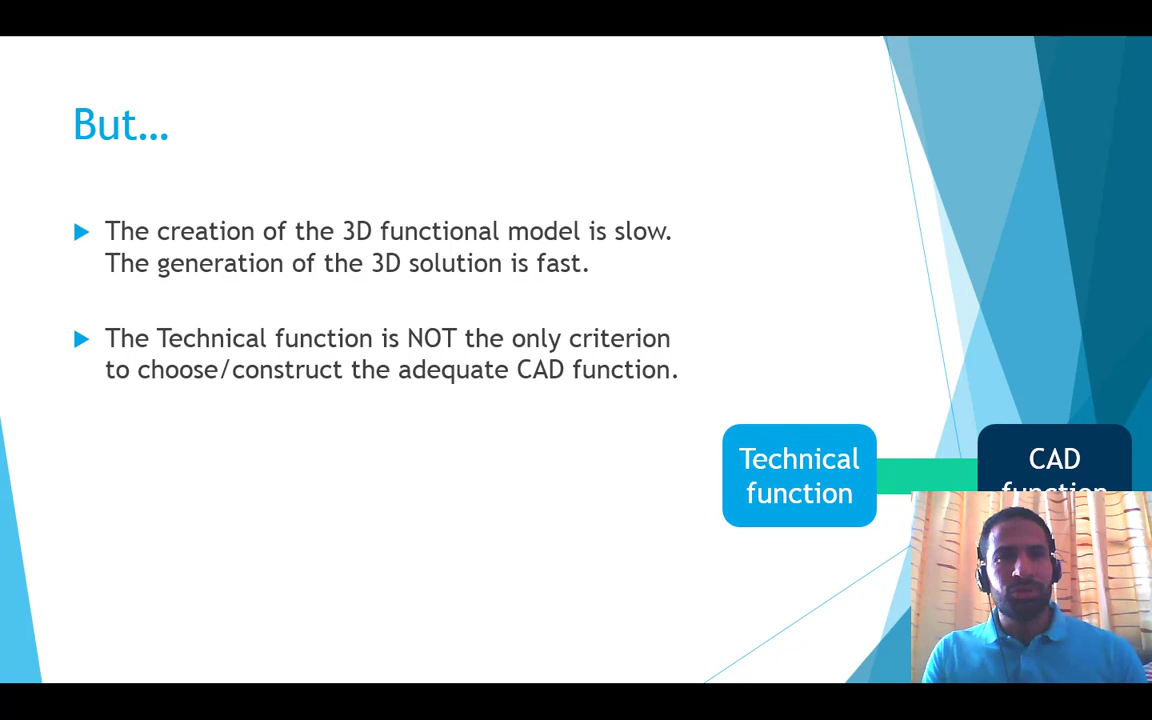 But...
The creation of the 3D functional model is slow.
The generation of the 3D solution is fast.
The Technical function is NOT the only criterion
to choose/construct the adequate CAD function.
Technical
function
CAD
function